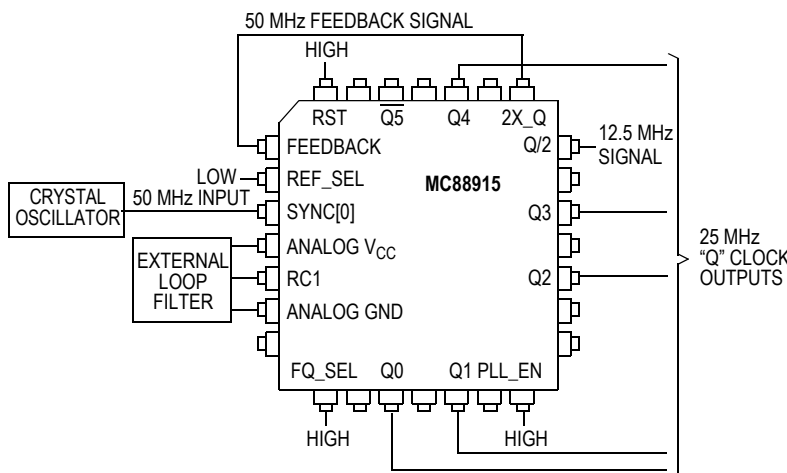 50 MHz FEEDBACK SIGNAL
HIGH
RST
Q5
Q4
2X_Q
FEEDBACK
Q/2
12.5 MHz
SIGNAL
LOW
REF_SEL
MC88915
CRYSTAL
OSCILLATOR
50 MHz INPUT
SYNC[0]
Q3
ANALOG VCC
25 MHz
"Q" CLOCK
OUTPUTS
EXTERNAL
LOOP
FILTER
RC1
Q2
ANALOG GND
FQ_SEL
Q0
Q1
PLL_EN
HIGH
HIGH